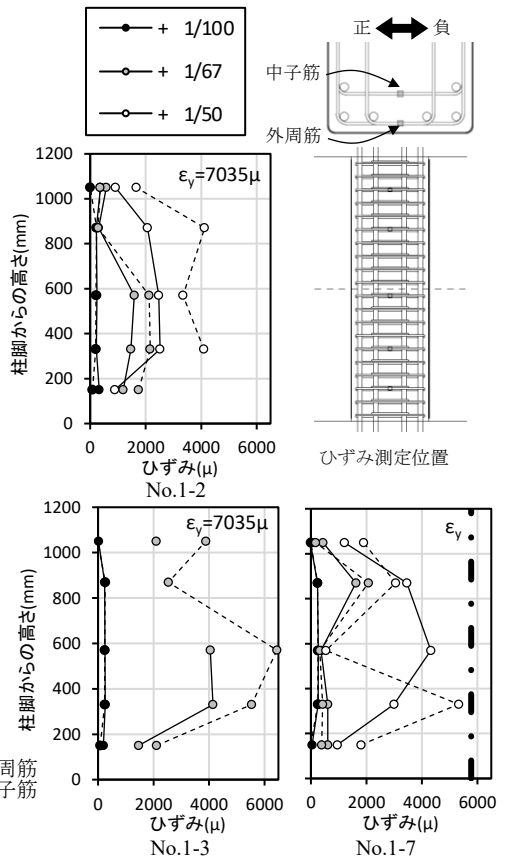 + 1/100
+ 1/67
+ 1/50
正 負
中子筋
外周筋
1200
1000
800
600
400
200
0
柱脚からの高さ(mm)
εy=7035μ
0 2000 4000 6000
ひずみ(μ)
No.1-2
ひずみ測定位置
1200
1000
800
600
400
200
0
柱脚からの高さ(mm)
εy=7035μ
周筋
子筋
0 2000 4000 6000
ひずみ(μ)
No.1-3
εy
0 2000 4000 6000
ひずみ(μ)
No.1-7